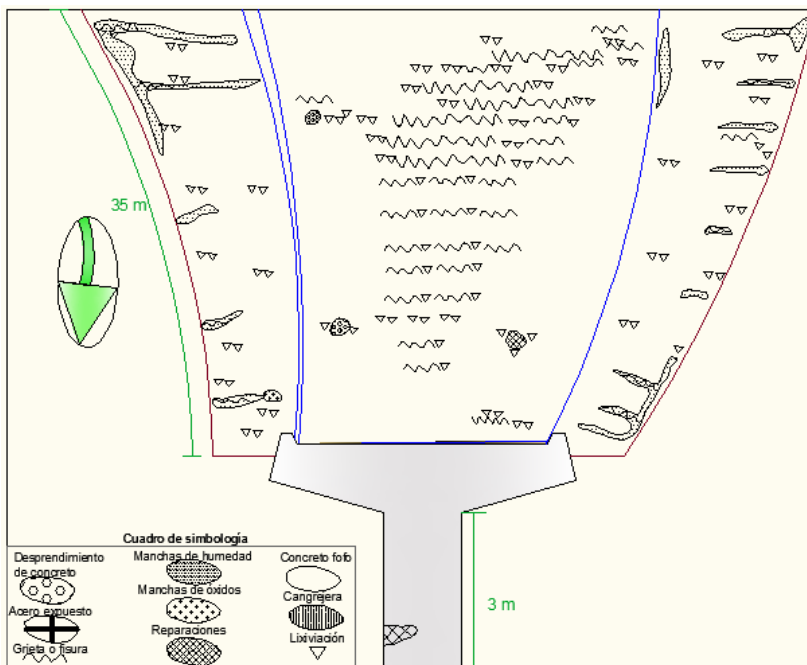 35 m
3 m
Cuadro de simbología
Desprendimiento
de concreto
Acero expuesto
Grieta o fisura
Manchas de humedad
Manchas de óxidos
Reparaciones
Concreto fofo
Cangrejera
Lixiviación